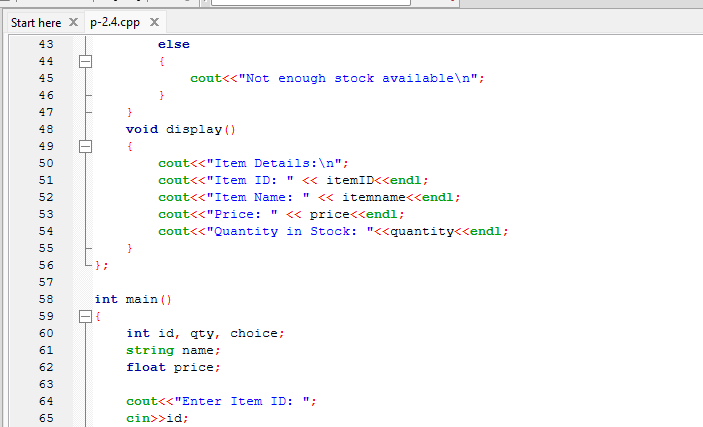 Start here
p-2.4.cpp
43 else
44 {
45 cout<<"Not enough stock available\n";
46 }
47 }
48 void display()
49 {
50 cout<<"Item Details:\n";
51 cout<<"Item ID: " << itemID<<endl;
52 cout<<"Item Name: " << itemname<<endl;
53 cout<<"Price: " << price<<endl;
54 cout<<"Quantity in Stock: "<<quantity<<endl;
55 }
56 };
57
58 int main()
59 {
60 int id, qty, choice;
61 string name;
62 float price;
63
64 cout<<"Enter Item ID: ";
65 cin>>id;